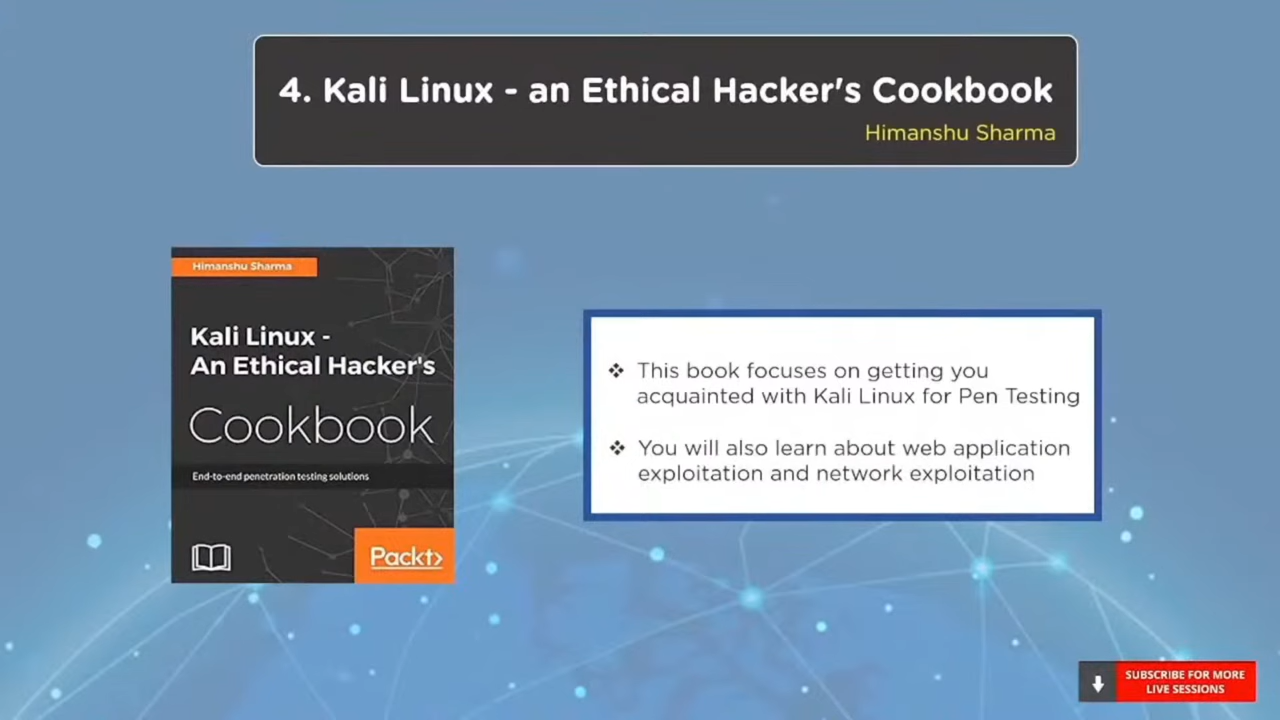 4. Kali Linux - an Ethical Hacker's Cookbook
Himanshu Sharma
Himanshu Sharma
Kali Linux -
An Ethical Hacker's
Cookbook
End-to-end penetration testing solutions
Packt>
❖ This book focuses on getting you
acquainted with Kali Linux for Pen Testing
❖ You will also learn about web application
exploitation and network exploitation
SUBSCRIBE FOR MORE
LIVE SESSIONS